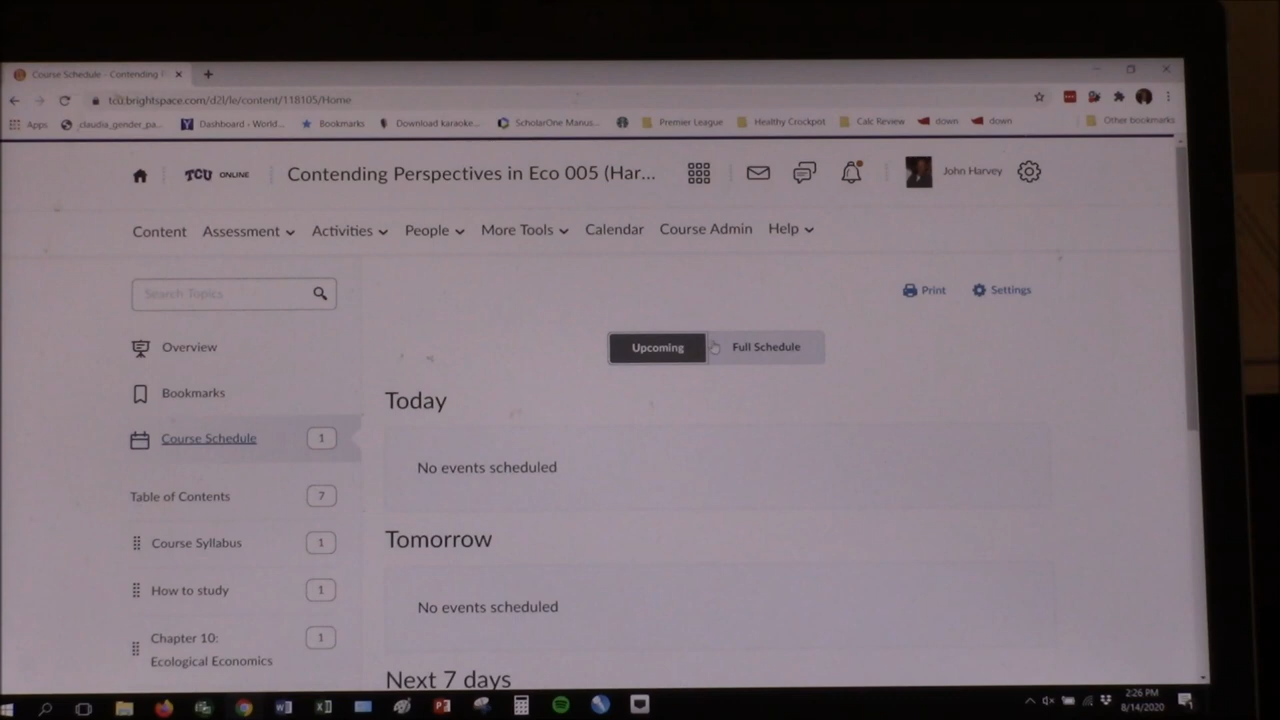 Course Schedule - Contending P
tcu.brightspace.com/d2l/le/content/118105/Home
Apps claudia_gender_pa... Dashboard - World... Bookmarks Download karaoke... ScholarOne Manus... Premier League Healthy Crockpot Calc Review down down Other bookmarks
TCU ONLINE Contending Perspectives in Eco 005 (Har... John Harvey
Content Assessment Activities People More Tools Calendar Course Admin Help
Search Topics Print Settings
Overview Upcoming Full Schedule
Bookmarks Today
Course Schedule 1
No events scheduled
Table of Contents 7
Course Syllabus 1 Tomorrow
How to study 1 No events scheduled
Chapter 10: 1
Ecological Economics
Next 7 days
2:26 PM
8/14/2020